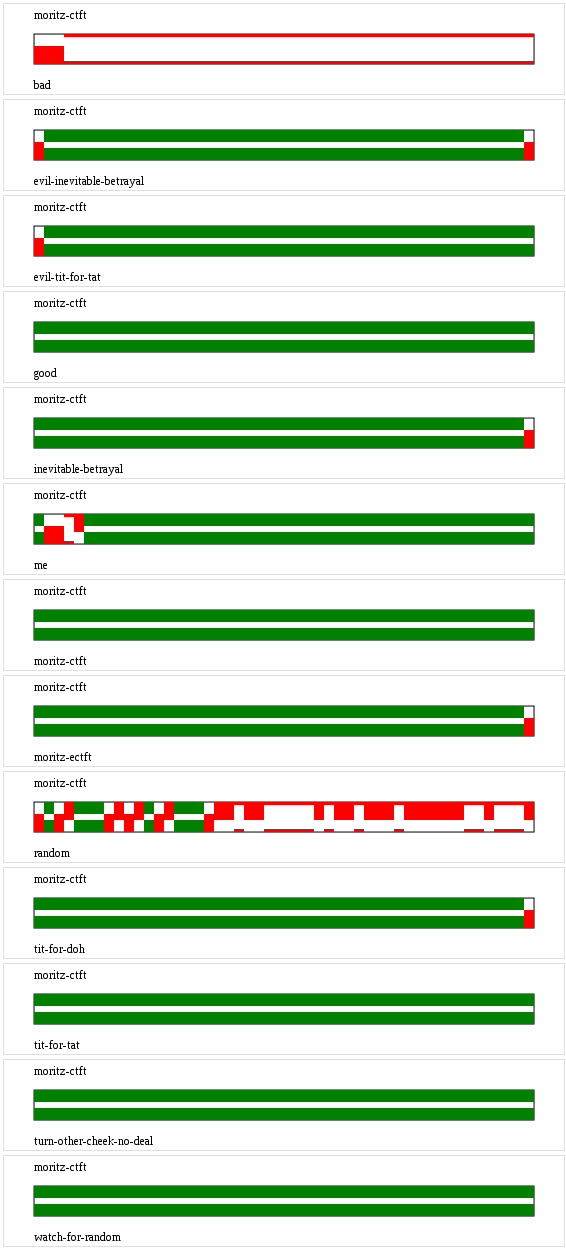 moritz-ctft
bad
moritz-ctft
evil-inevitable-betrayal
moritz-ctft
evil-tit-for-tat
moritz-ctft
good
moritz-ctft
inevitable-betrayal
moritz-ctft
me
moritz-ctft
moritz-ctft
moritz-ctft
moritz-ectft
moritz-ctft
random
moritz-ctft
tit-for-doh
moritz-ctft
tit-for-tat
moritz-ctft
turn-other-cheek-no-deal
moritz-ctft
watch-for-random